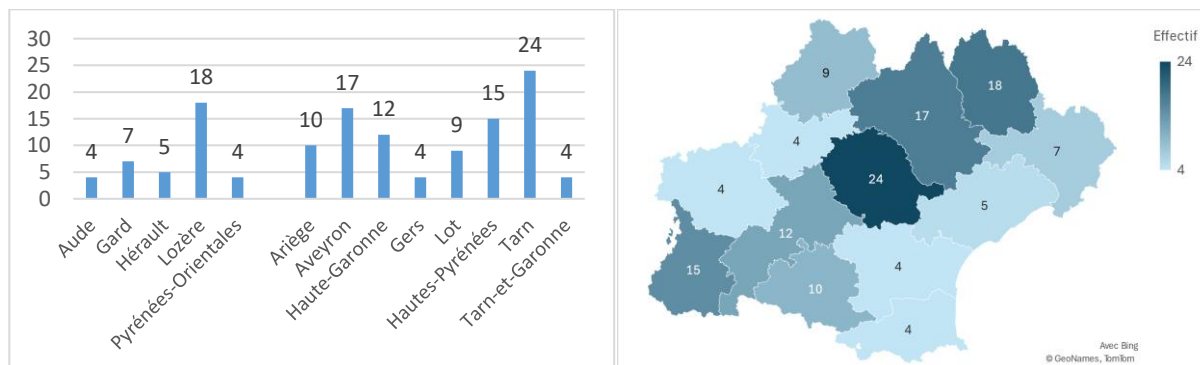 30
25
20
15
10
5
0
4
7
5
18
4
10
17
12
4
9
15
24
4
Aude
Gard
Hérault
Lozère
Pyrénées-Orientales
Ariège
Aveyron
Haute-Garonne
Gers
Lot
Hautes-Pyrénées
Tarn
Tarn-et-Garonne
Effectif
24
4
9
18
17
4
7
24
4
5
12
4
15
10
4
Avec Bing
© GeoNames, TomTom